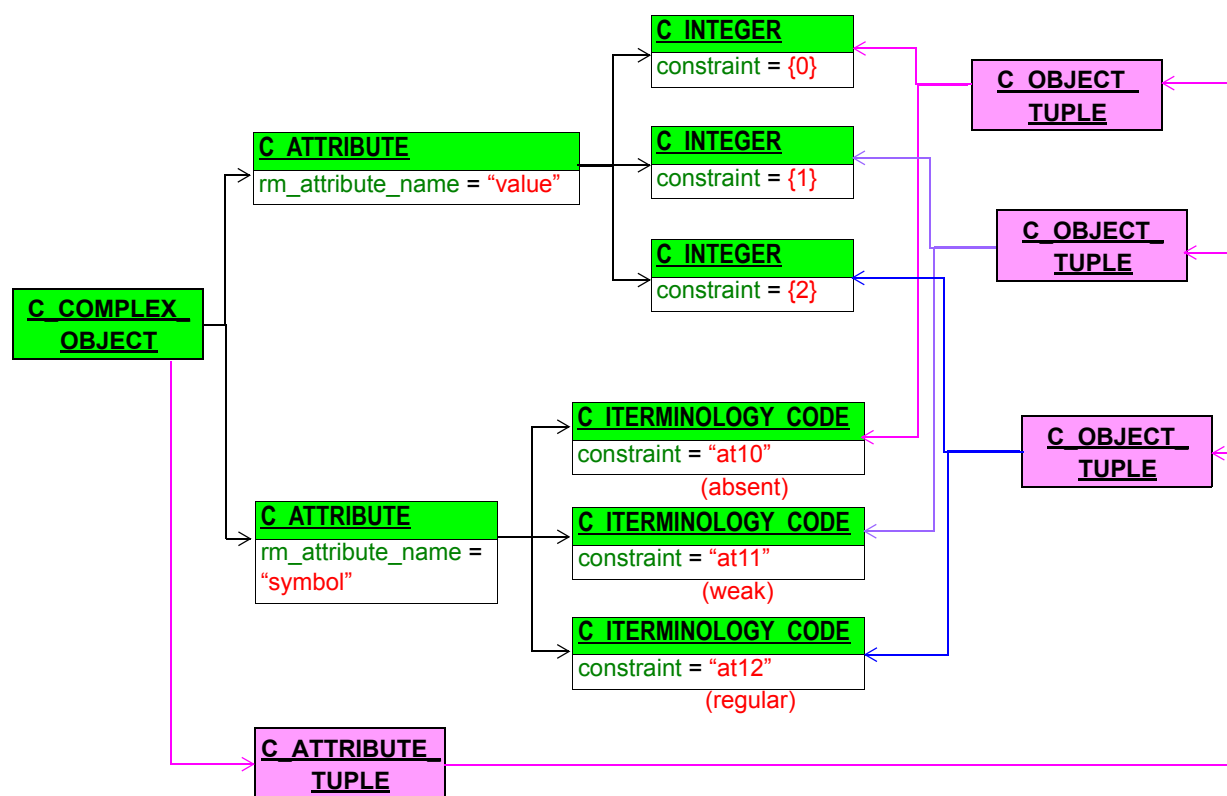 C_INTEGER
constraint = {0}
C_OBJECT_
TUPLE
C_ATTRIBUTE
rm_attribute_name = “value”
C_INTEGER
constraint = {1}
C_OBJECT_
TUPLE
C_INTEGER
constraint = {2}
C_COMPLEX_
OBJECT
C_ITERMINOLOGY_CODE
constraint = “at10”
(absent)
C_OBJECT_
TUPLE
C_ATTRIBUTE
rm_attribute_name =
“symbol”
C_ITERMINOLOGY_CODE
constraint = “at11”
(weak)
C_ITERMINOLOGY_CODE
constraint = “at12”
(regular)
C_ATTRIBUTE_
TUPLE